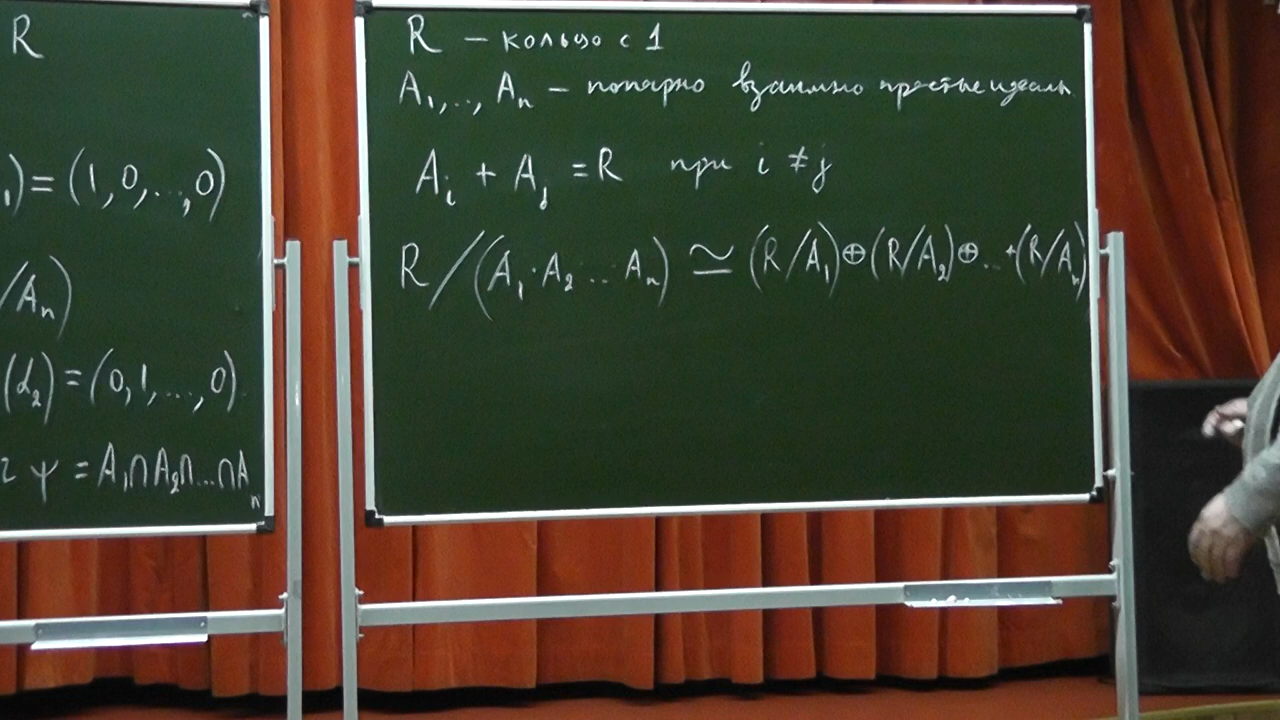 R
₁) = (1, 0, ..., 0)
/Aₙ)
(α₂) = (0, 1, ..., 0)
г ψ = A₁∩A₂∩...∩Aₙ
R – кольцо с 1
A₁, .., Aₙ – попарно взаимно простые идеалы
Aᵢ + Aⱼ = R при i ≠ j
R/(A₁·A₂ ... Aₙ) ≃ (R/A₁)⊕(R/A₂)⊕...+(R/Aₙ)